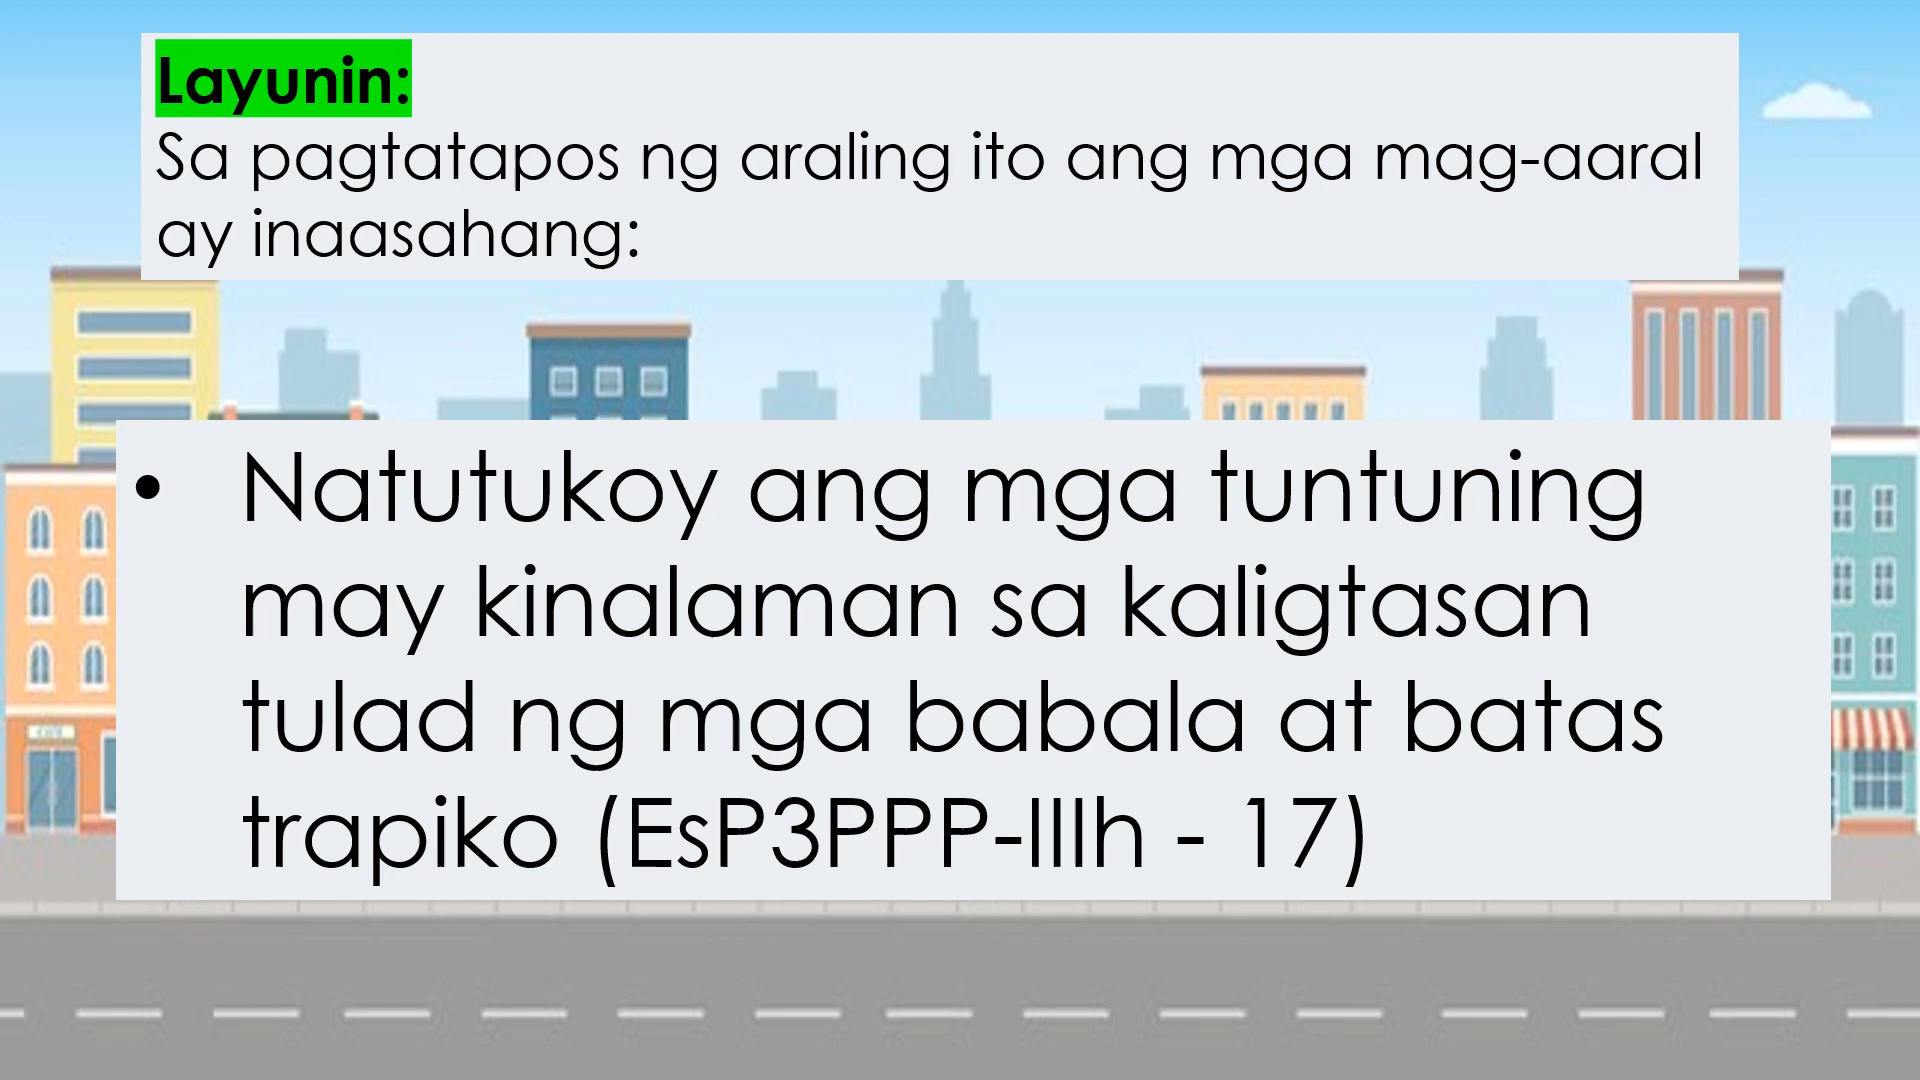 Layunin:
Sa pagtatapos ng araling ito ang mga mag-aaral
ay inaasahang:
• Natutukoy ang mga tuntuning
may kinalaman sa kaligtasan
tulad ng mga babala at batas
trapiko (EsP3PPP-IIIh - 17)